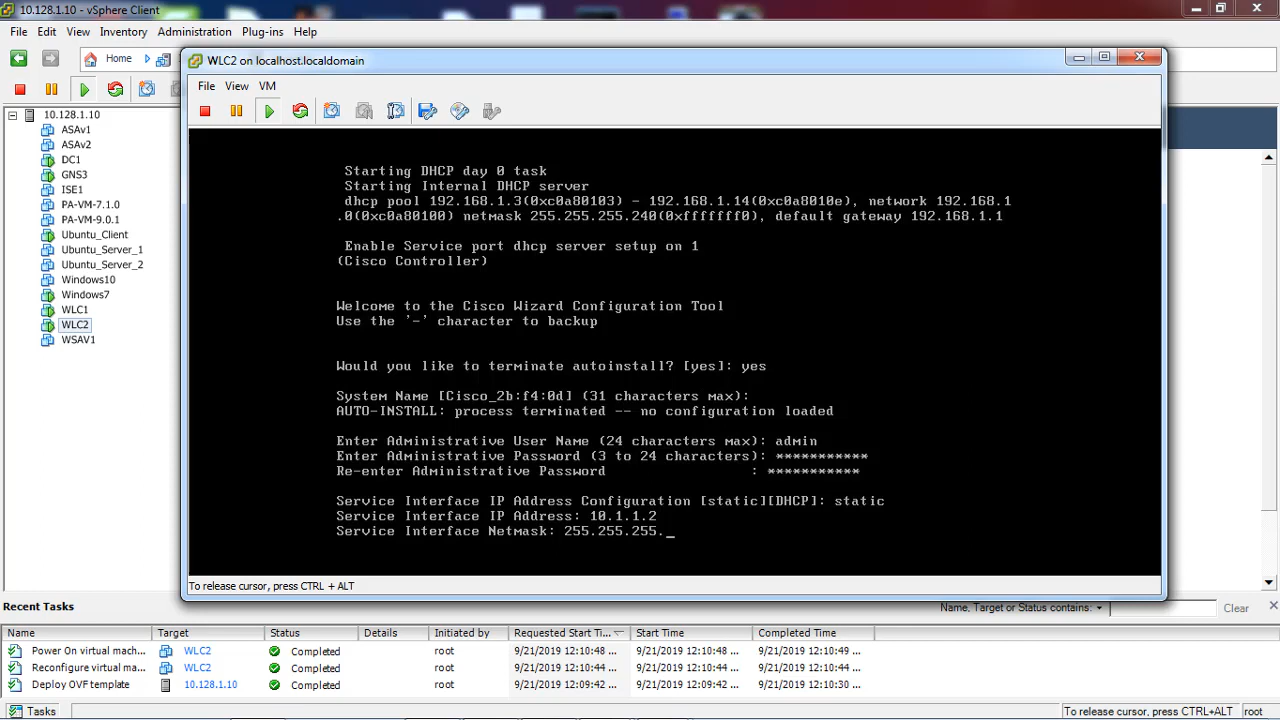 10.128.1.10 - vSphere Client
File Edit View Inventory Administration Plug-ins Help
Home
10.128.1.10
ASAv1
ASAv2
DC1
GNS3
ISE1
PA-VM-7.1.0
PA-VM-9.0.1
Ubuntu_Client
Ubuntu_Server_1
Ubuntu_Server_2
Windows10
Windows7
WLC1
WLC2
WSAV1
WLC2 on localhost.localdomain
File View VM
Starting DHCP day 0 task
Starting Internal DHCP server
dhcp pool 192.168.1.3(0xc0a80103) - 192.168.1.14(0xc0a8010e), network 192.168.1
.0(0xc0a80100) netmask 255.255.255.240(0xfffffff0), default gateway 192.168.1.1
Enable Service port dhcp server setup on 1
(Cisco Controller)
Welcome to the Cisco Wizard Configuration Tool
Use the '-' character to backup
Would you like to terminate autoinstall? [yes]: yes
System Name [Cisco_2b:f4:0d] (31 characters max):
AUTO-INSTALL: process terminated -- no configuration loaded
Enter Administrative User Name (24 characters max): admin
Enter Administrative Password (3 to 24 characters): ***********
Re-enter Administrative Password : ***********
Service Interface IP Address Configuration [static][DHCP]: static
Service Interface IP Address: 10.1.1.2
Service Interface Netmask: 255.255.255._
To release cursor, press CTRL + ALT
Recent Tasks
Name, Target or Status contains: Clear
Name Target Status Details Initiated by Requested Start Ti... Start Time Completed Time
Power On virtual mach... WLC2 Completed root 9/21/2019 12:10:48 ... 9/21/2019 12:10:48 ... 9/21/2019 12:10:49 ...
Reconfigure virtual ma... WLC2 Completed root 9/21/2019 12:10:44 ... 9/21/2019 12:10:44 ... 9/21/2019 12:10:44 ...
Deploy OVF template 10.128.1.10 Completed root 9/21/2019 12:09:42 ... 9/21/2019 12:09:42 ... 9/21/2019 12:10:30 ...
Tasks To release cursor, press CTRL+ALT root